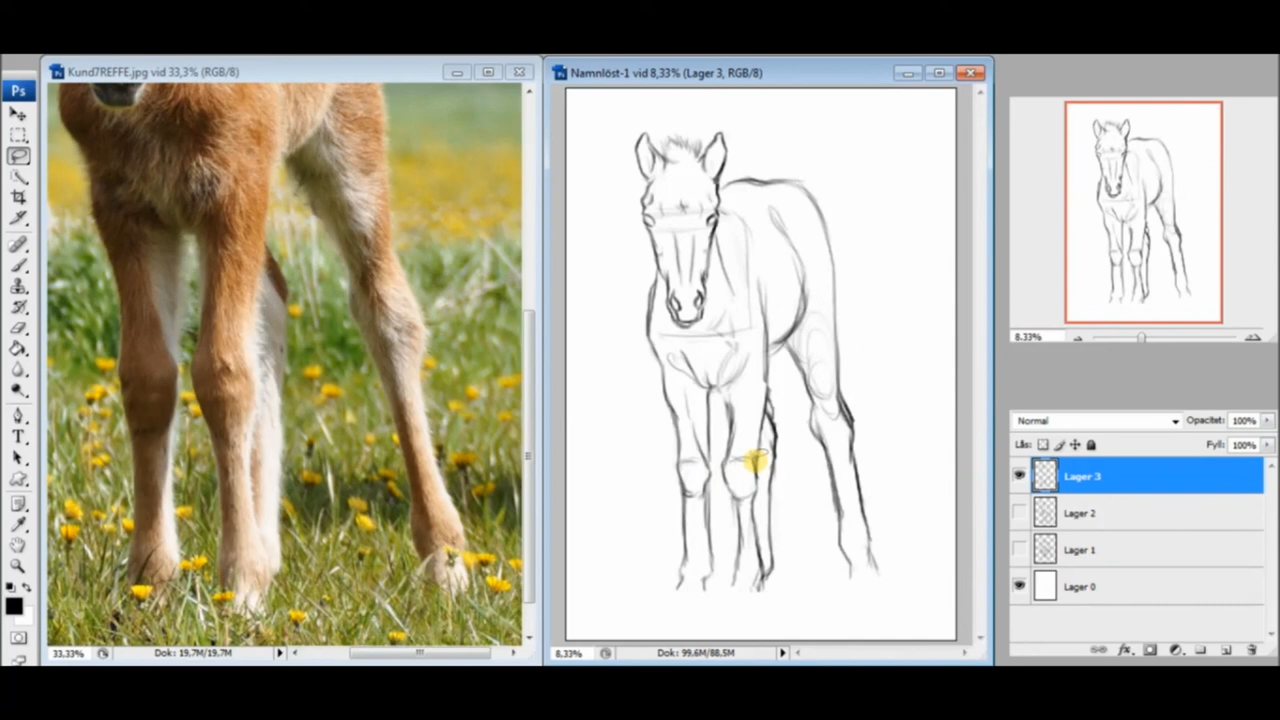 Kund7REFFE.jpg vid 33,3% (RGB/8)
Namnlöst-1 vid 8,33% (Lager 3, RGB/8)
Ps
T
8,33%
Normal
Opacitet: 100%
Lås:
Fyll: 100%
Lager 3
Lager 2
Lager 1
Lager 0
fx
33,33%
Dok: 19,7M/19,7M
8,33%
Dok: 99,6M/88,5M